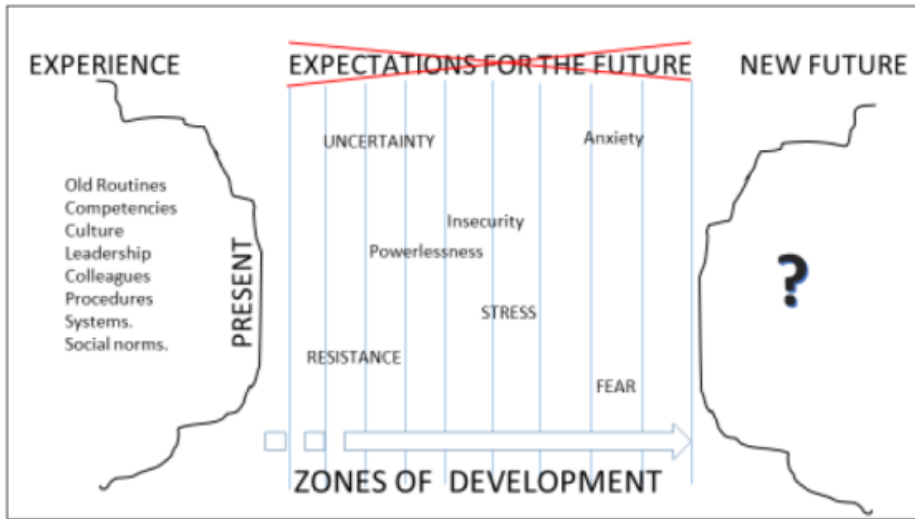 EXPERIENCE
EXPECTATIONS FOR THE FUTURE
NEW FUTURE
Old Routines
Competencies
Culture
Leadership
Colleagues
Procedures
Systems.
Social norms.
PRESENT
UNCERTAINTY
Anxiety
Insecurity
Powerlessness
STRESS
RESISTANCE
FEAR
?
ZONES OF DEVELOPMENT